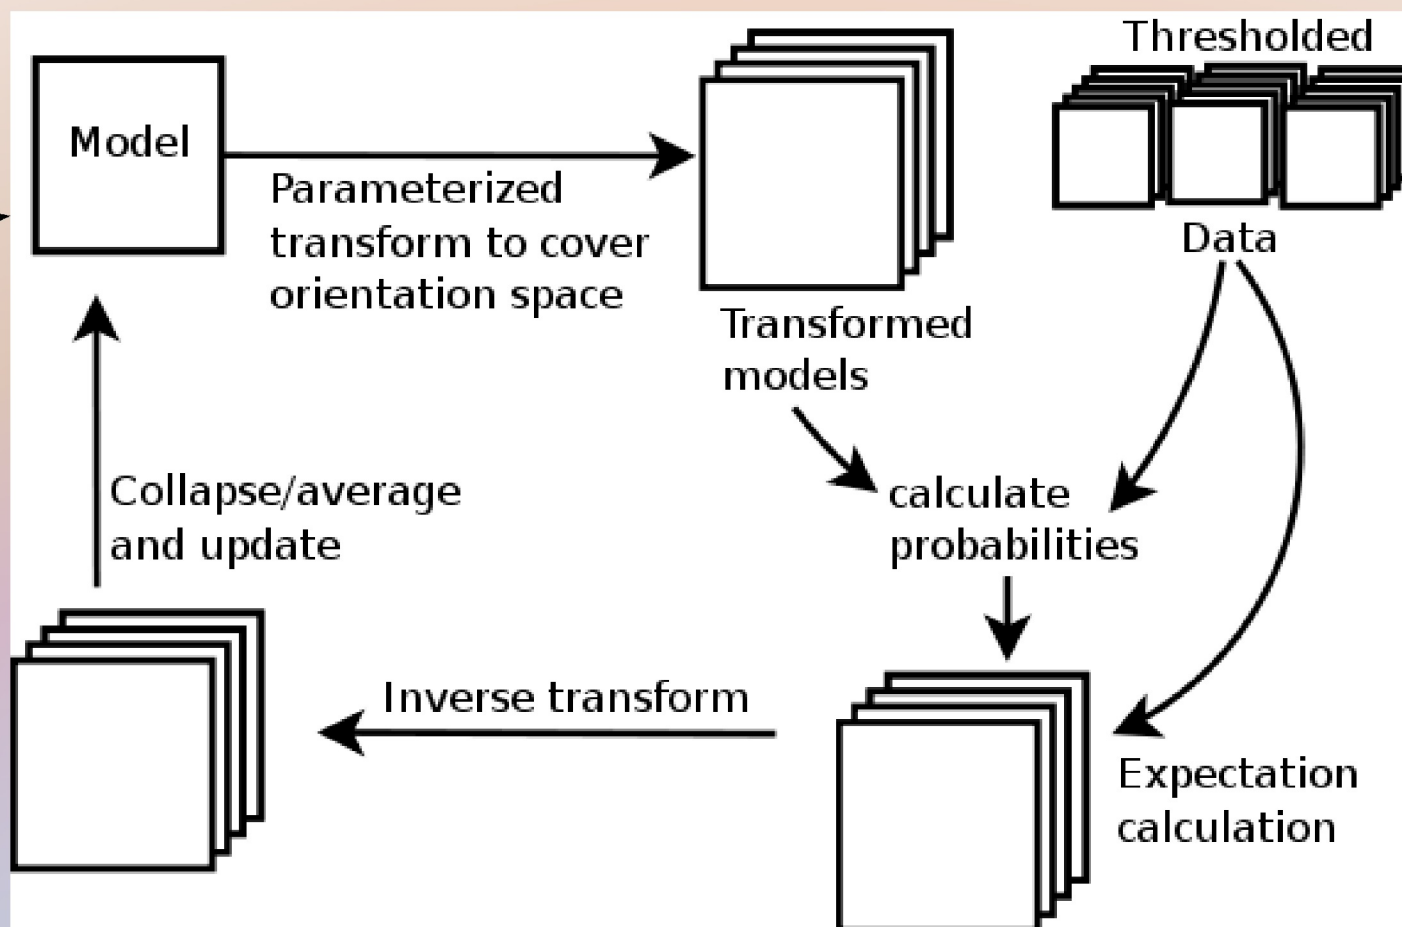 Thresholded
Model
Parameterized
transform to cover
orientation space
Data
Transformed
models
Collapse/average
and update
calculate
probabilities
Inverse transform
Expectation
calculation